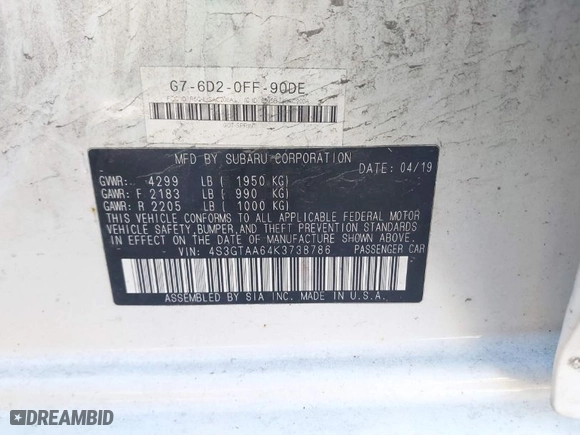 G7-6D2-0FF-90DE
MFD BY SUBARU CORPORATION
DATE: 04/19
GVWR: 4299 LB ( 1950 KG)
GAWR: F 2183 LB ( 990 KG)
GAWR: R 2205 LB ( 1000 KG)
THIS VEHICLE CONFORMS TO ALL APPLICABLE FEDERAL MOTOR
VEHICLE SAFETY, BUMPER, AND THEFT PREVENTION STANDARDS
IN EFFECT ON THE DATE OF MANUFACTURE SHOWN ABOVE.
VIN: 4S3GTAA64K3738786 PASSENGER CAR
ASSEMBLED BY SIA INC. MADE IN U.S.A.
DREAMBID